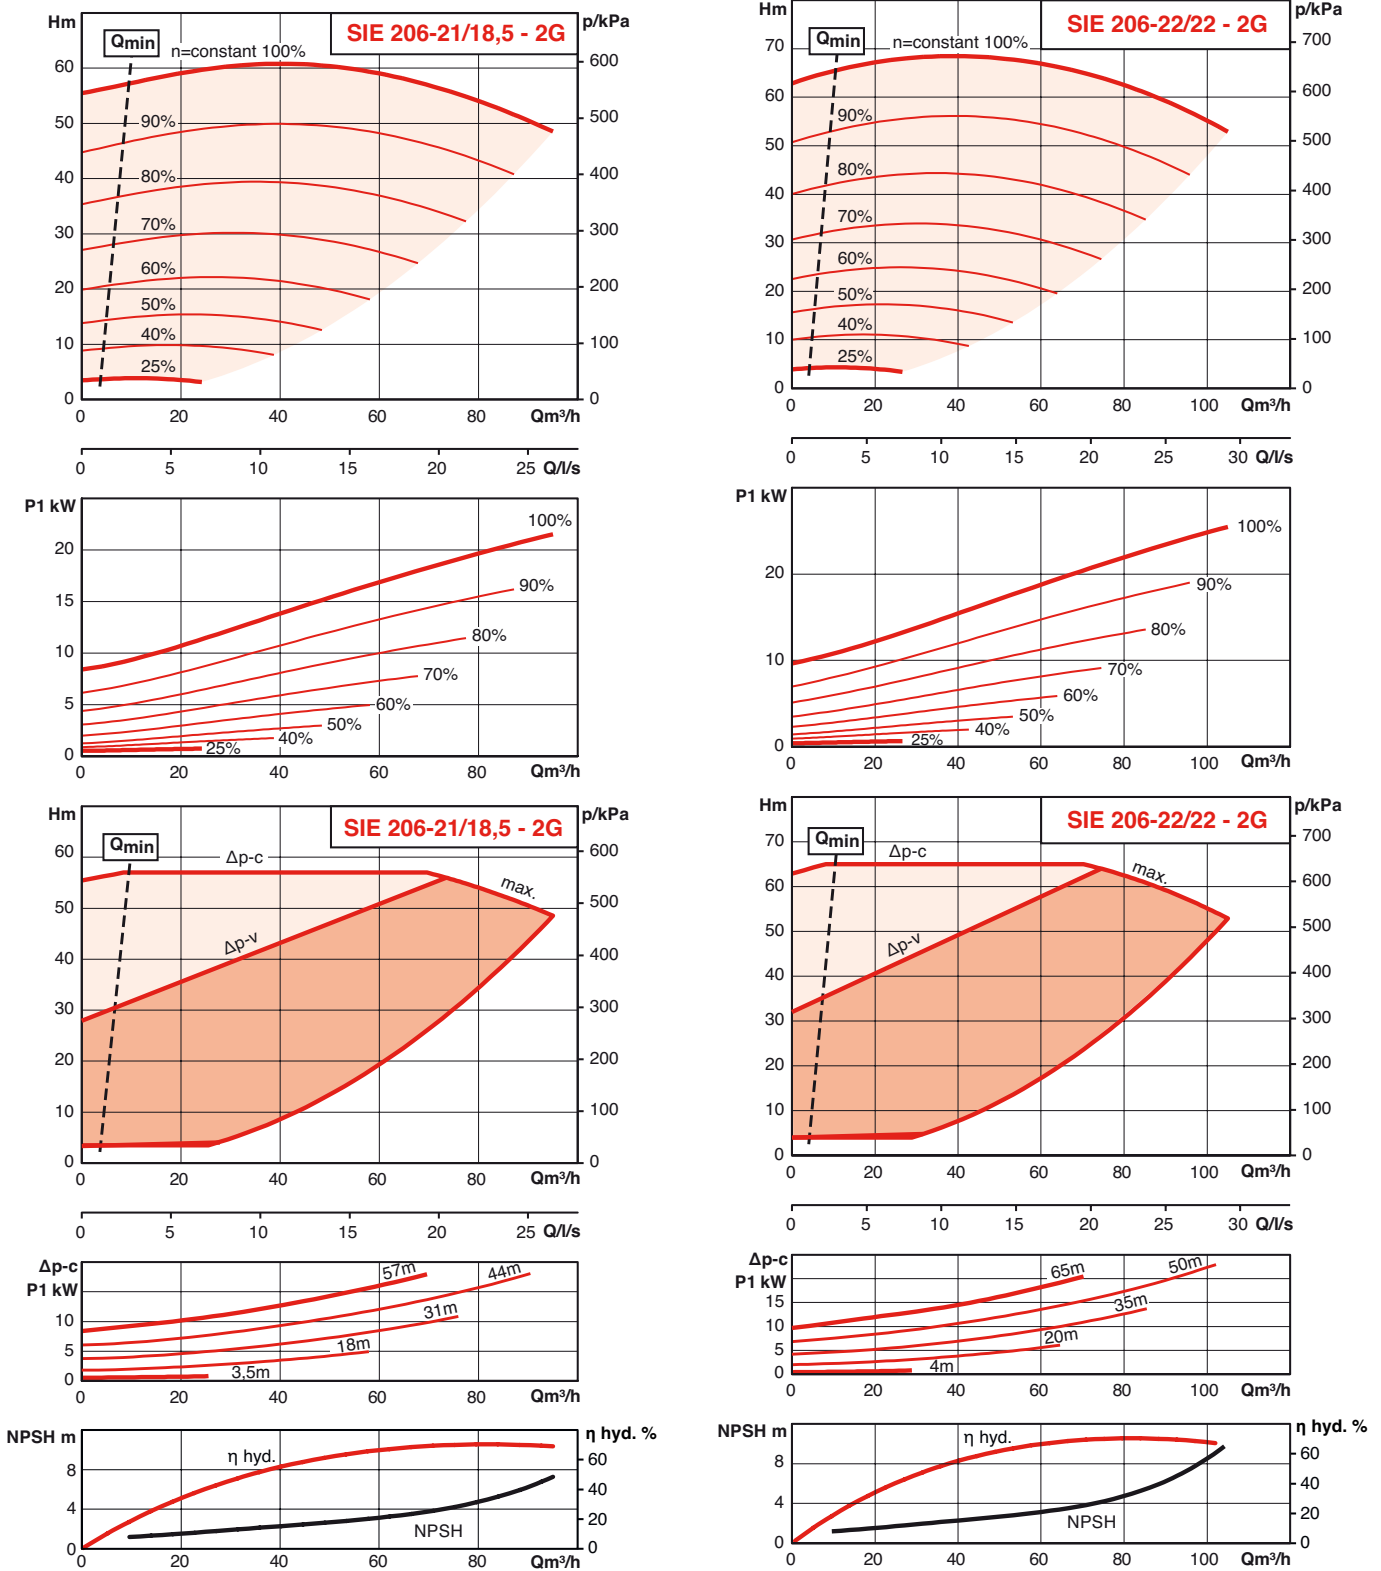 Hm
SIE 206-21/18,5 - 2G
p/kPa
Qmin
n=constant 100%
60
50
40
30
20
10
0
600
500
400
300
200
100
0
90%
80%
70%
60%
50%
40%
25%
0 20 40 60 80 Qm³/h
0 5 10 15 20 25 Q/l/s
P1 kW
20
15
10
5
0
100%
90%
80%
70%
60%
50%
40%
25%
0 20 40 60 80 Qm³/h
Hm
SIE 206-21/18,5 - 2G
p/kPa
Qmin
Δp-c
max.
Δp-v
60
50
40
30
20
10
0
600
500
400
300
200
100
0
0 20 40 60 80 Qm³/h
0 5 10 15 20 25 Q/l/s
Δp-c
P1 kW
10
5
0
57m
44m
31m
18m
3,5m
0 20 40 60 80 Qm³/h
NPSH m
η hyd. %
8
4
0
60
40
20
0
η hyd.
NPSH
0 20 40 60 80 Qm³/h
Hm
SIE 206-22/22 - 2G
p/kPa
Qmin
n=constant 100%
70
60
50
40
30
20
10
0
700
600
500
400
300
200
100
0
90%
80%
70%
60%
50%
40%
25%
0 20 40 60 80 100 Qm³/h
0 5 10 15 20 25 30 Q/l/s
P1 kW
20
10
0
100%
90%
80%
70%
60%
50%
40%
25%
0 20 40 60 80 100 Qm³/h
Hm
SIE 206-22/22 - 2G
p/kPa
Qmin
Δp-c
max.
Δp-v
70
60
50
40
30
20
10
0
700
600
500
400
300
200
100
0
0 20 40 60 80 100 Qm³/h
0 5 10 15 20 25 30 Q/l/s
Δp-c
P1 kW
15
10
5
0
65m
50m
35m
20m
4m
0 20 40 60 80 100 Qm³/h
NPSH m
η hyd. %
8
4
0
60
40
20
0
η hyd.
NPSH
0 20 40 60 80 100 Qm³/h